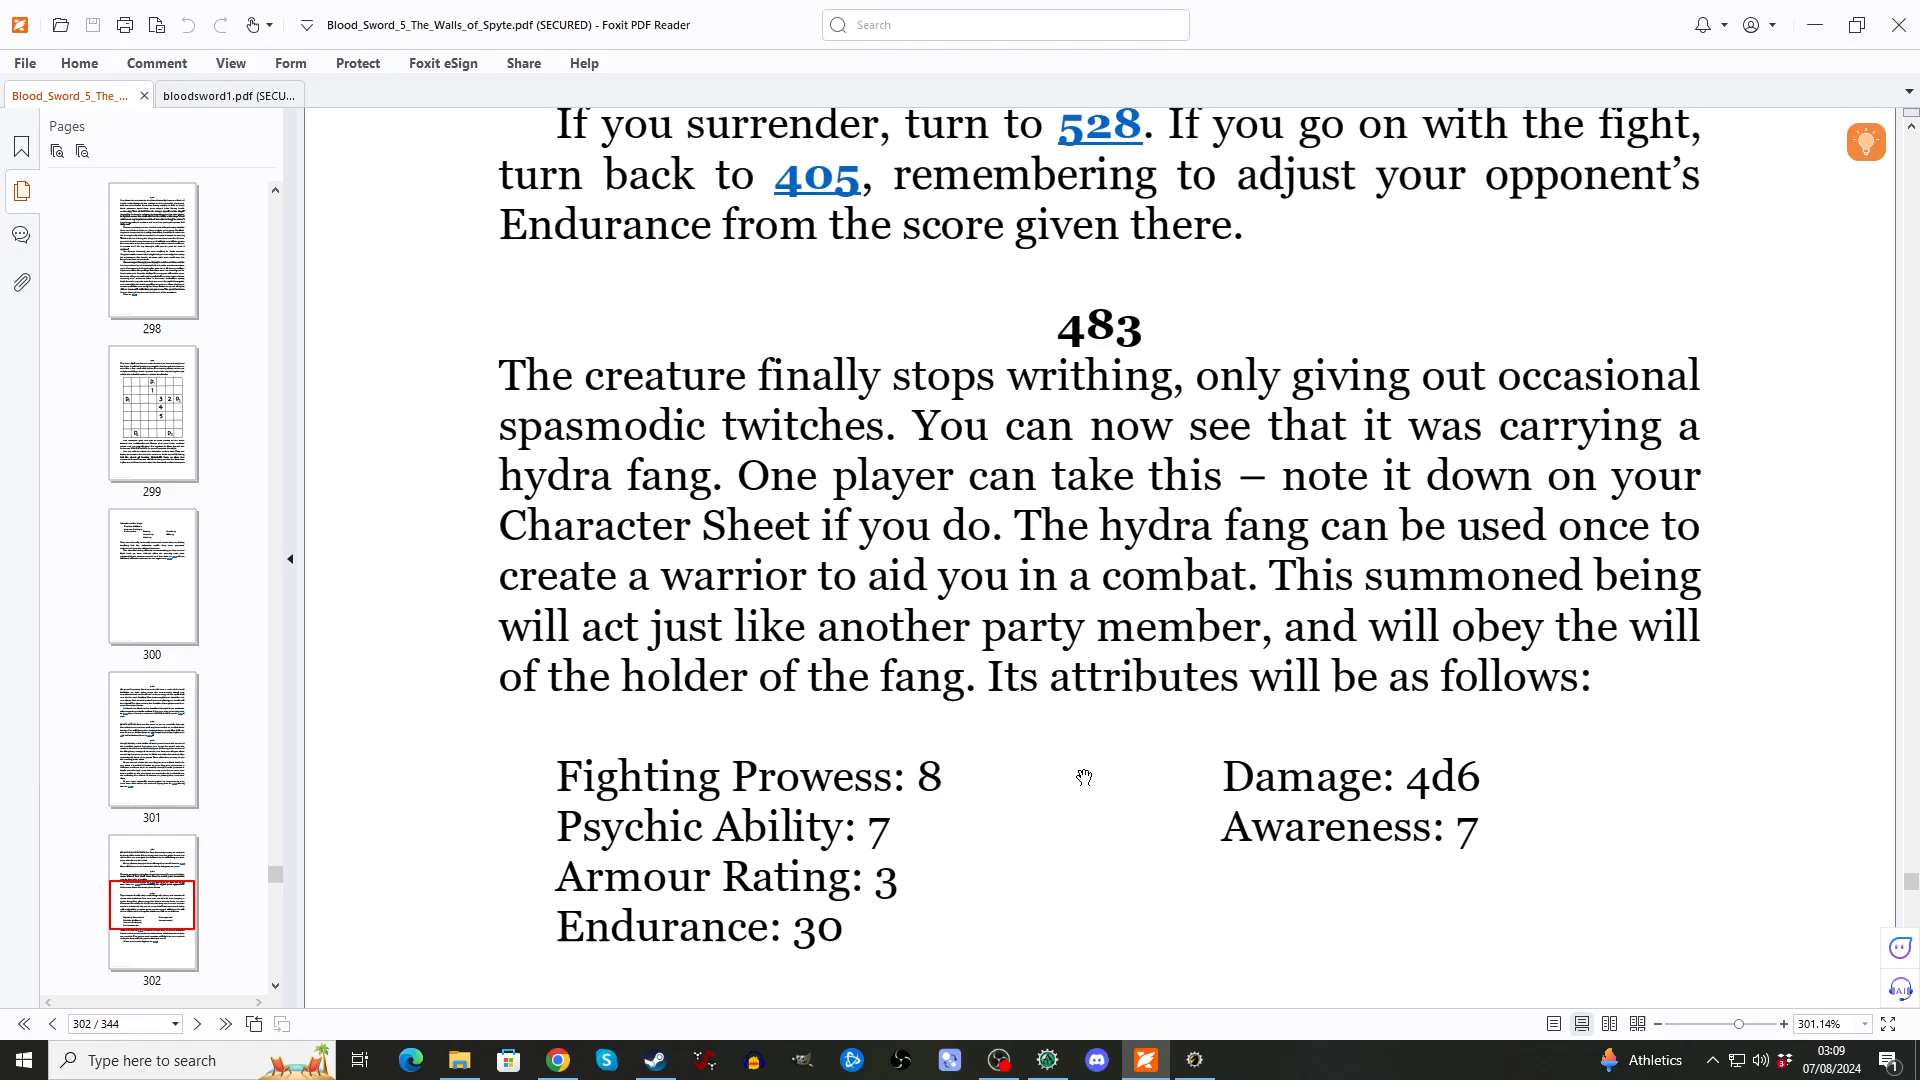 Blood_Sword_5_The_Walls_of_Spyte.pdf (SECURED) - Foxit PDF Reader
Search
File Home Comment View Form Protect Foxit eSign Share Help
Blood_Sword_5_The_...
bloodsword1.pdf (SECU...
Pages
298
299
300
301
302
If you surrender, turn to 528. If you go on with the fight,
turn back to 405, remembering to adjust your opponent’s
Endurance from the score given there.
483
The creature finally stops writhing, only giving out occasional
spasmodic twitches. You can now see that it was carrying a
hydra fang. One player can take this – note it down on your
Character Sheet if you do. The hydra fang can be used once to
create a warrior to aid you in a combat. This summoned being
will act just like another party member, and will obey the will
of the holder of the fang. Its attributes will be as follows:
Fighting Prowess: 8 Damage: 4d6
Psychic Ability: 7 Awareness: 7
Armour Rating: 3
Endurance: 30
302 / 344
301.14%
Type here to search
Athletics
03:09
07/08/2024